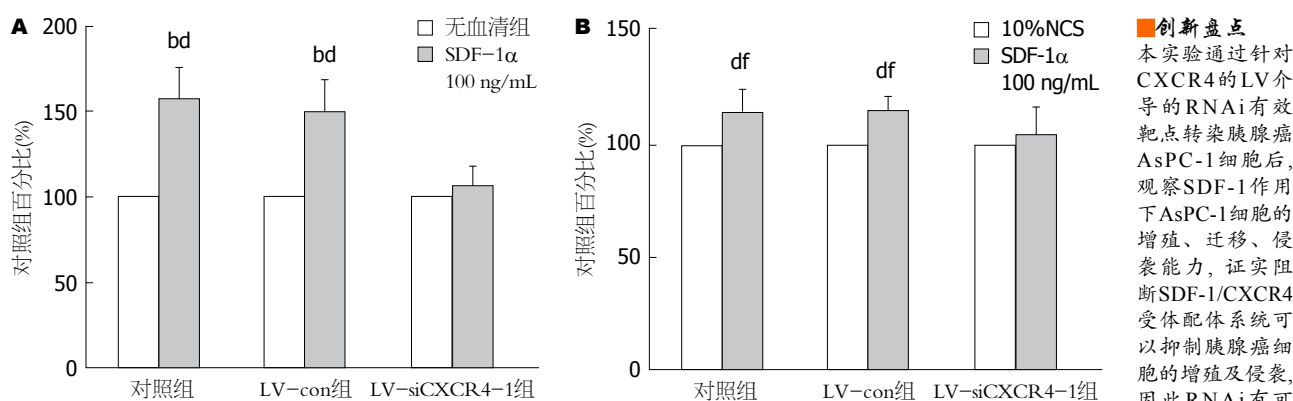 A
200
150
100
50
0
对照组百分比(%)
bd
bd
无血清组
SDF-1α
100 ng/mL
对照组
LV-con组
LV-siCXCR4-1组
B
150
100
50
0
对照组百分比(%)
df
df
10%NCS
SDF-1α
100 ng/mL
对照组
LV-con组
LV-siCXCR4-1组
■创新盘点
本实验通过针对
CXCR4的LV介
导的RNAi有效
靶点转染胰腺癌
AsPC-1细胞后,
观察SDF-1作用
下AsPC-1细胞的
增殖、迁移、侵
袭能力, 证实阻
断SDF-1/CXCR4
受体配体系统可
以抑制胰腺癌细
胞的增殖及侵袭,
因此RNAi有可